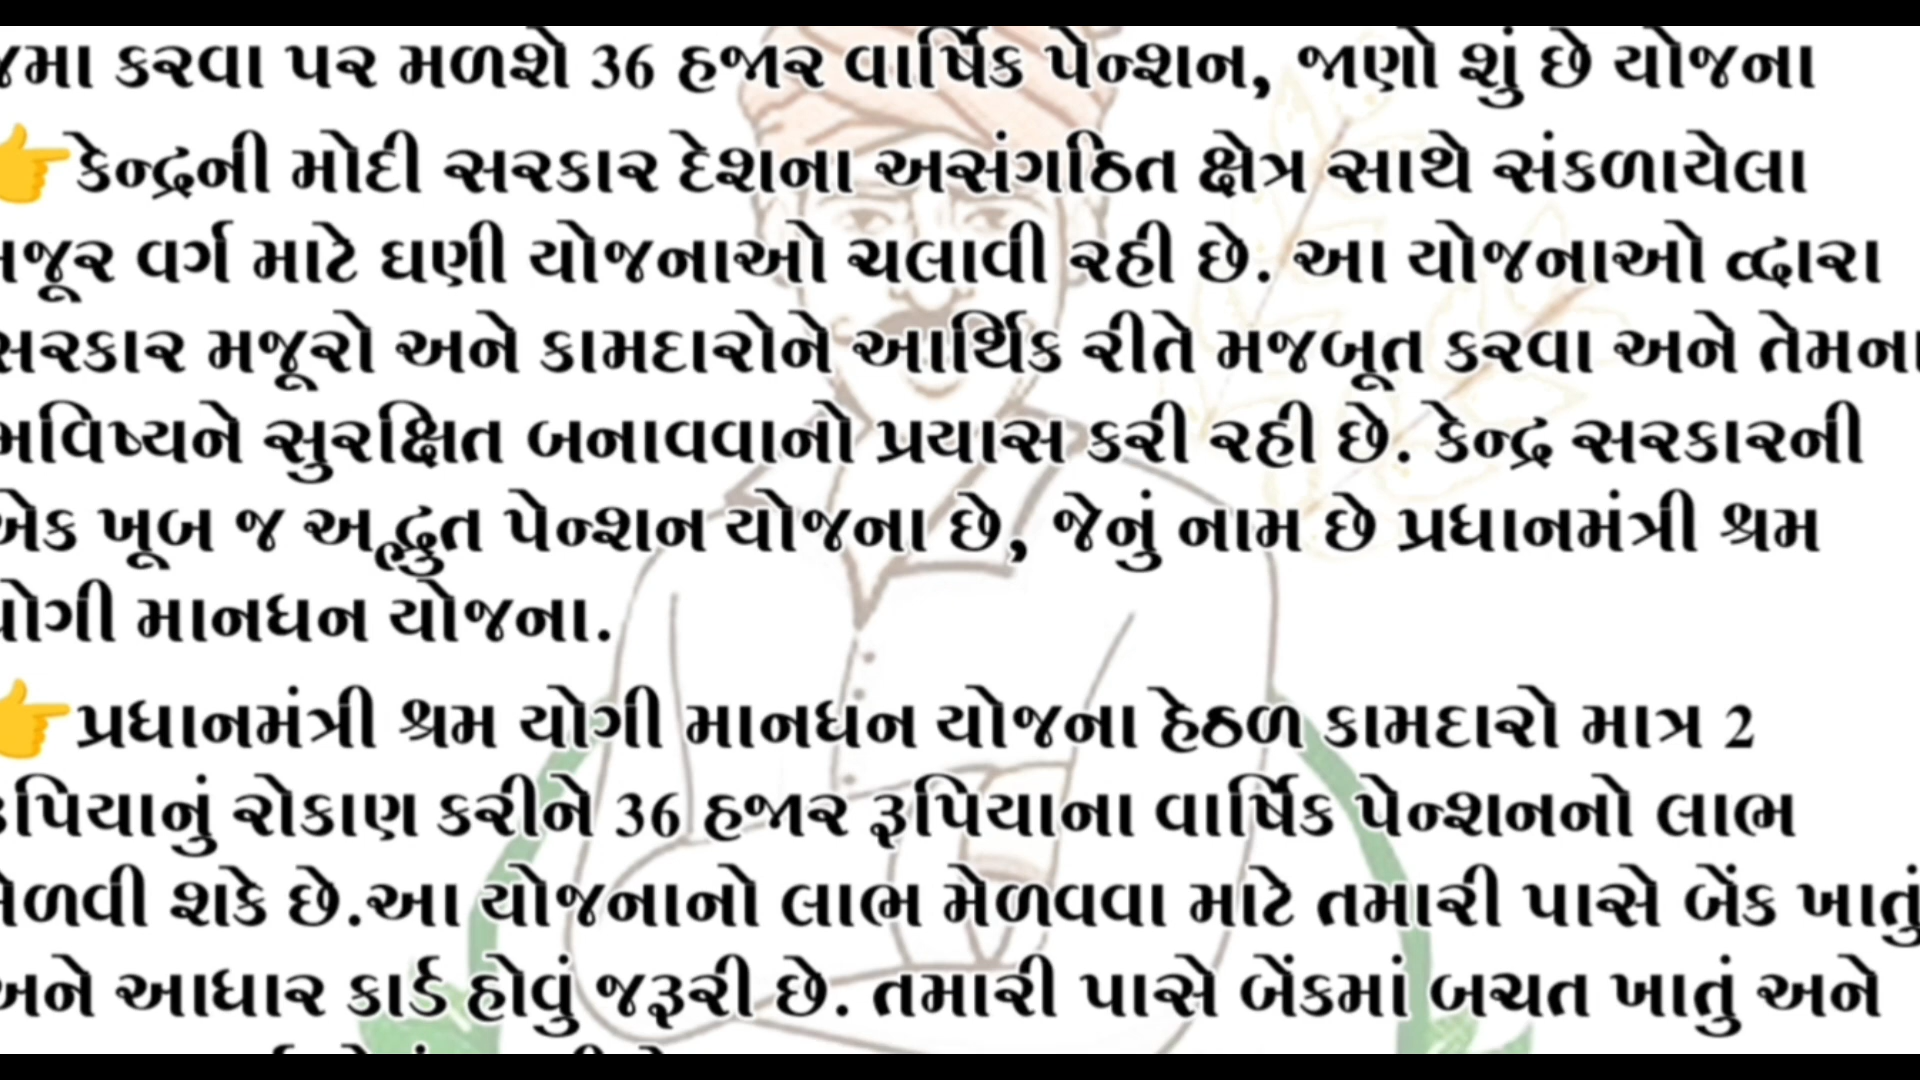 જમા કરવા પર મળશે 36 હજાર વાર્ષિક પેન્શન, જાણો શું છે યોજના
👉કેન્દ્રની મોદી સરકાર દેશના અસંગઠિત ક્ષેત્ર સાથે સંકળાયેલા
મજૂર વર્ગ માટે ઘણી યોજનાઓ ચલાવી રહી છે. આ યોજનાઓ દ્વારા
સરકાર મજૂરો અને કામદારોને આર્થિક રીતે મજબૂત કરવા અને તેમના
ભવિષ્યને સુરક્ષિત બનાવવાનો પ્રયાસ કરી રહી છે. કેન્દ્ર સરકારની
એક ખૂબ જ અદ્ભુત પેન્શન યોજના છે, જેનું નામ છે પ્રધાનમંત્રી શ્રમ
યોગી માનધન યોજના.
👉પ્રધાનમંત્રી શ્રમ યોગી માનધન યોજના હેઠળ કામદારો માત્ર 2
રૂપિયાનું રોકાણ કરીને 36 હજાર રૂપિયાના વાર્ષિક પેન્શનનો લાભ
મેળવી શકે છે.આ યોજનાનો લાભ મેળવવા માટે તમારી પાસે બેંક ખાતું
અને આધાર કાર્ડ હોવું જરૂરી છે. તમારી પાસે બેંકમાં બચત ખાતું અને